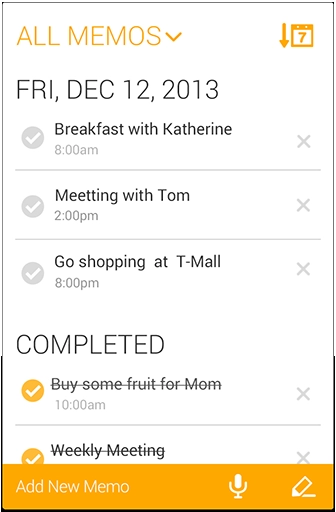 ALL MEMOS
7
FRI, DEC 12, 2013
Breakfast with Katherine
8:00am
Meetting with Tom
2:00pm
Go shopping at T-Mall
8:00pm
COMPLETED
Buy some fruit for Mom
10:00am
Weekly Meeting
Add New Memo